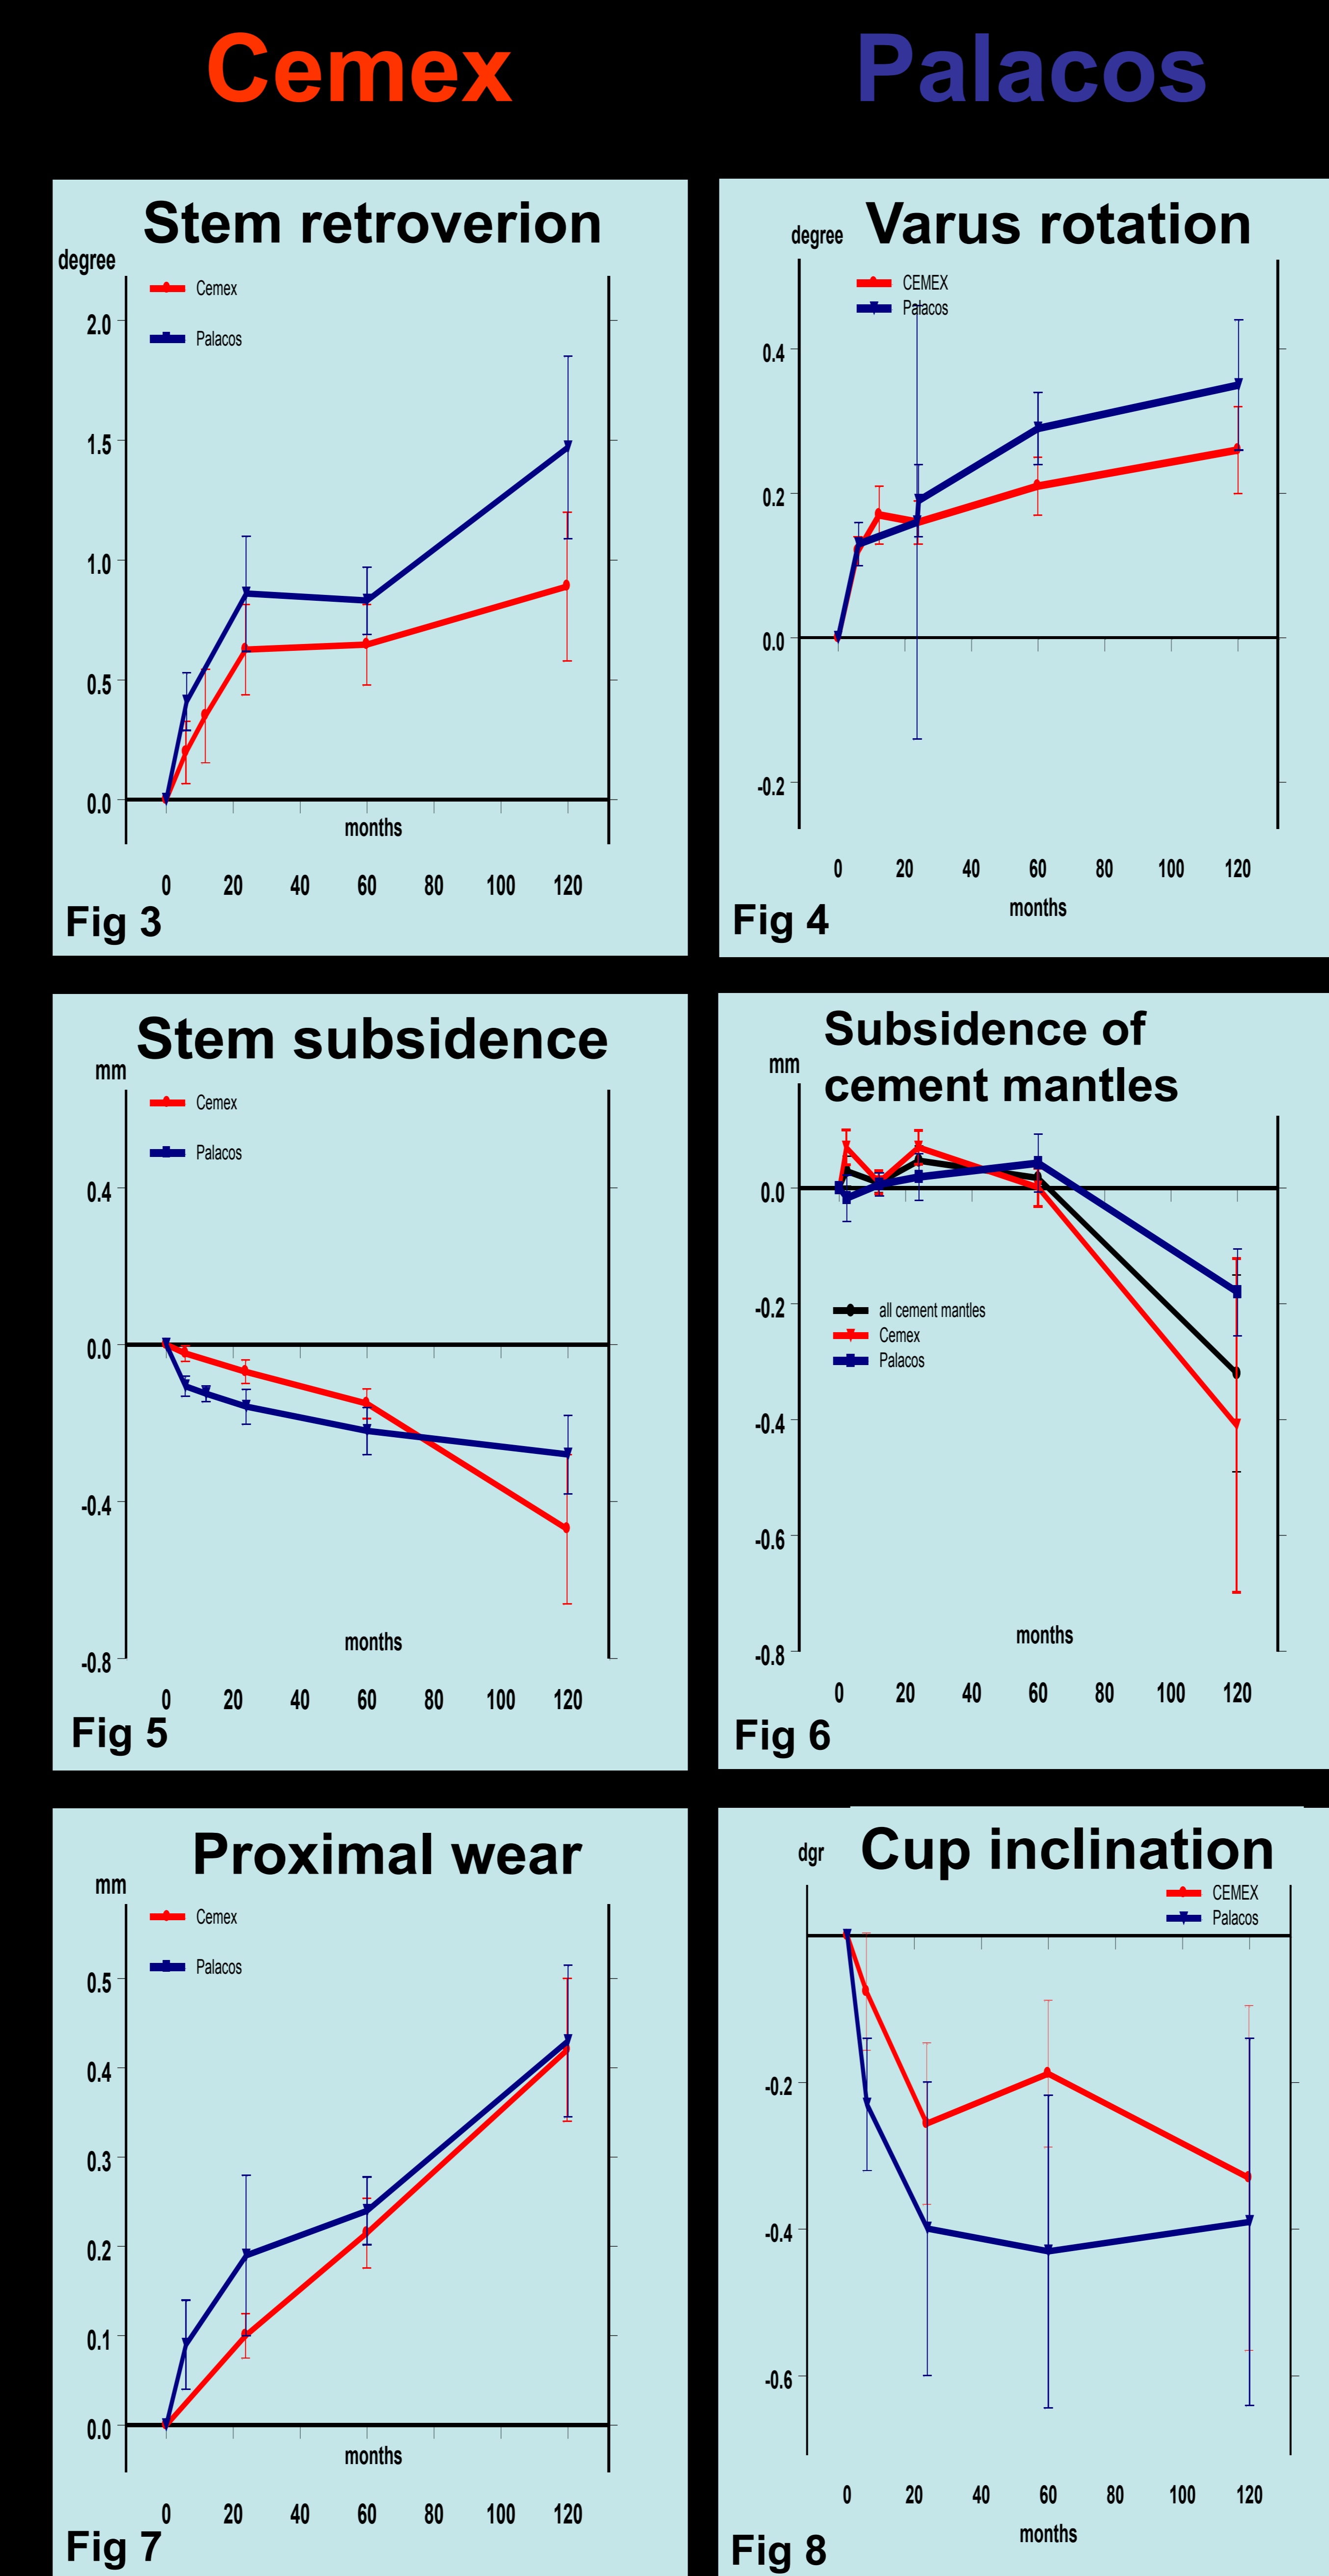 Cemex
Palacos
Stem retroverion
degree
Cemex
Palacos
2.0
1.5
1.0
0.5
0.0
months
0 20 40 60 80 100 120
Fig 3
Varus rotation
degree
CEMEX
Palacos
0.4
0.2
0.0
-0.2
0 20 40 60 80 100 120
months
Fig 4
Stem subsidence
mm
Cemex
Palacos
0.4
0.0
-0.4
-0.8
months
0 20 40 60 80 100 120
Fig 5
Subsidence of
cement mantles
mm
0.0
-0.2
-0.4
-0.6
-0.8
all cement mantles
Cemex
Palacos
months
0 20 40 60 80 100 120
Fig 6
Proximal wear
mm
Cemex
Palacos
0.5
0.4
0.3
0.2
0.1
0.0
months
0 20 40 60 80 100 120
Fig 7
Cup inclination
dgr
CEMEX
Palacos
-0.2
-0.4
-0.6
0 20 40 60 80 100 120
months
Fig 8